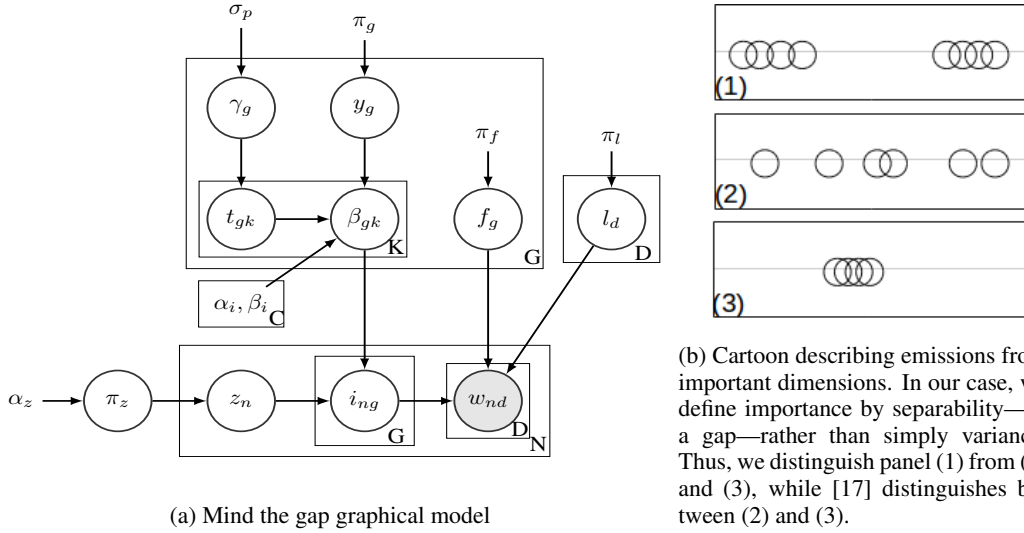 σ_p
π_g
γ_g
y_g
π_f
π_l
t_gk
β_gk
f_g
l_d
K
G
D
α_i, β_i
C
α_z
π_z
z_n
i_ng
w_nd
G
D
N
(a) Mind the gap graphical model
(1)
(2)
(3)
(b) Cartoon describing emissions
important dimensions. In our case,
define importance by separability—
a gap—rather than simply
Thus, we distinguish panel (1) from
and (3), while [17] distinguishes
tween (2) and (3).